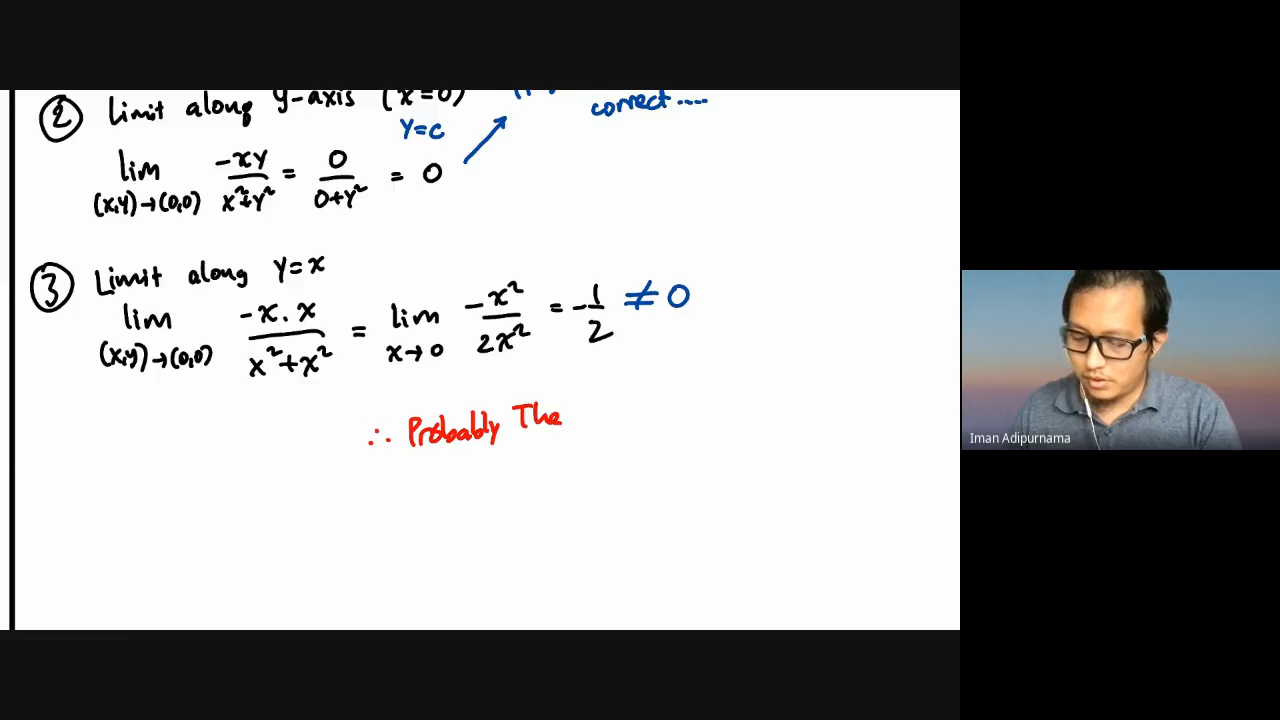 ② Limit along y-axis (x=0)
correct....
y=c
lim -xy = 0 = 0
(x,y)→(0,0) x²+y² 0+y²
③ Limit along y=x
lim -x.x = lim -x² = -1 ≠ 0
(x,y)→(0,0) x²+x² x→0 2x² 2
∴ Probably The
Iman Adipurnama